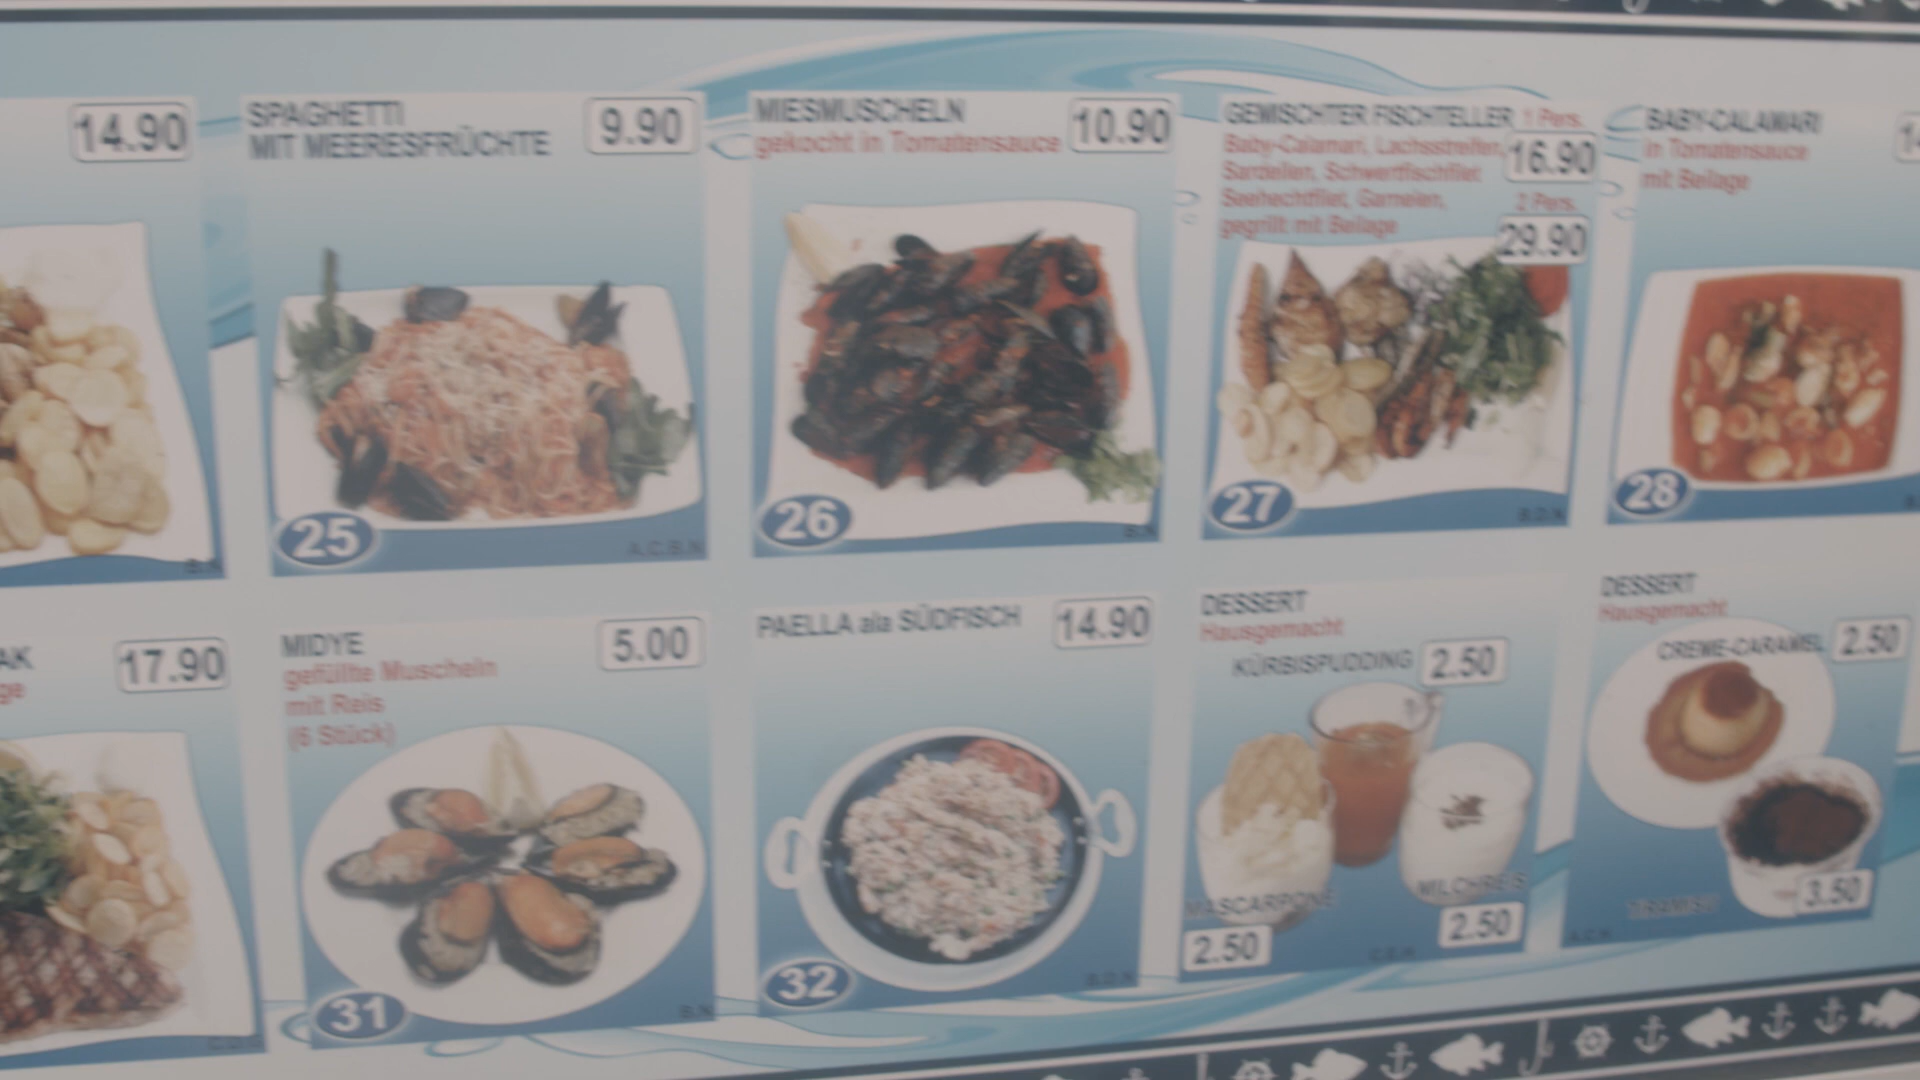 14.90
SPAGHETTI
MIT MEERESFRÜCHTE
9.90
MIESMUSCHELN
gekocht in Tomatensauce
10.90
GEMISCHTER FISCHTELLER
1 Pers.
Baby-Calamari, Lachsstreifen,
16.90
Sardellen, Schwertfischfilet
Seehechtfilet, Garnelen,
2 Pers.
gegrillt mit Beilage
29.90
BABY-CALAMARI
in Tomatensauce
mit Beilage
25
A,C,B,N
26
B,N
27
B,D,N
28
17.90
MIDYE
gefüllte Muscheln
mit Reis
(6 Stück)
5.00
31
B,N
PAELLA ala SÜDFISCH
14.90
32
B,D,N
DESSERT
Hausgemacht
KÜRBISPUDDING
2.50
MASCARPONE
2.50
MILCHREIS
2.50
DESSERT
Hausgemacht
CREME-CARAMEL
2.50
TIRAMISU
3.50